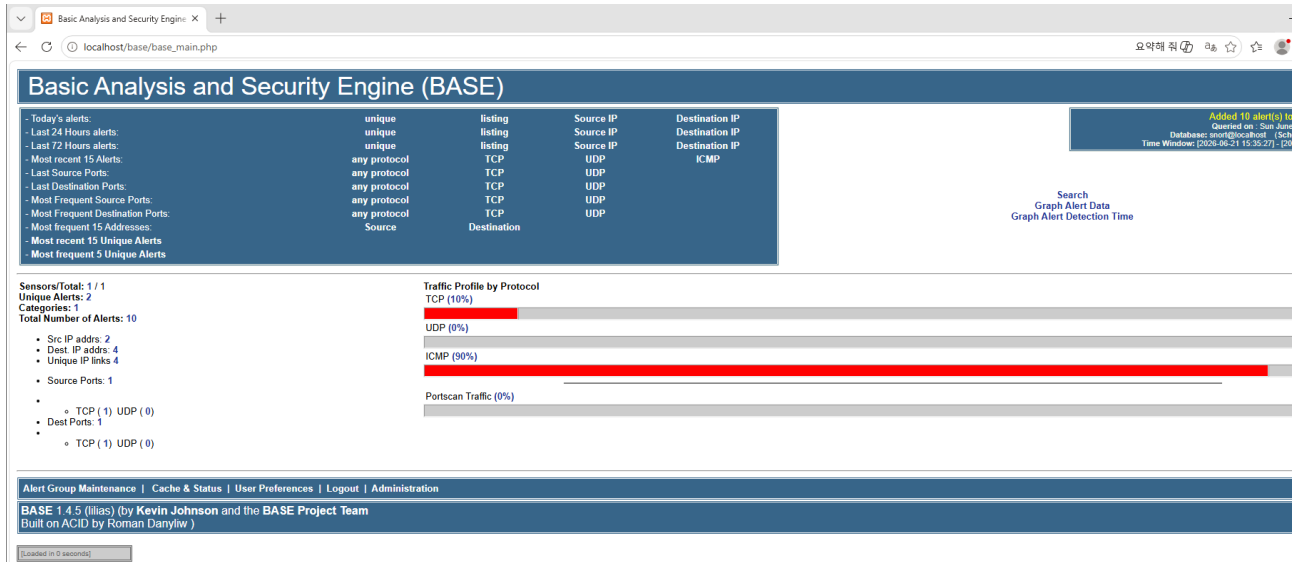 Basic Analysis and Security Engine
localhost/base/base_main.php
요약해 줘
Basic Analysis and Security Engine (BASE)
- Today's alerts: unique listing Source IP Destination IP
- Last 24 Hours alerts: unique listing Source IP Destination IP
- Last 72 Hours alerts: unique listing Source IP Destination IP
- Most recent 15 Alerts: any protocol TCP UDP ICMP
- Last Source Ports: any protocol TCP UDP
- Last Destination Ports: any protocol TCP UDP
- Most Frequent Source Ports: any protocol TCP UDP
- Most Frequent Destination Ports: any protocol TCP UDP
- Most frequent 15 Addresses: Source Destination
- Most recent 15 Unique Alerts
- Most frequent 5 Unique Alerts
Added 10 alert(s) to
Queried on : Sun June
Database: snort@localhost (Sch
Time Window: [2026-06-21 15:35:27] - [20
Search
Graph Alert Data
Graph Alert Detection Time
Sensors/Total: 1 / 1
Unique Alerts: 2
Categories: 1
Total Number of Alerts: 10
• Src IP addrs: 2
• Dest. IP addrs: 4
• Unique IP links 4
• Source Ports: 1
• TCP ( 1) UDP ( 0)
• Dest Ports: 1
• TCP ( 1) UDP ( 0)
Traffic Profile by Protocol
TCP (10%)
UDP (0%)
ICMP (90%)
Portscan Traffic (0%)
Alert Group Maintenance | Cache & Status | User Preferences | Logout | Administration
BASE 1.4.5 (lilias) (by Kevin Johnson and the BASE Project Team
Built on ACID by Roman Danyliw )
[Loaded in 0 seconds]